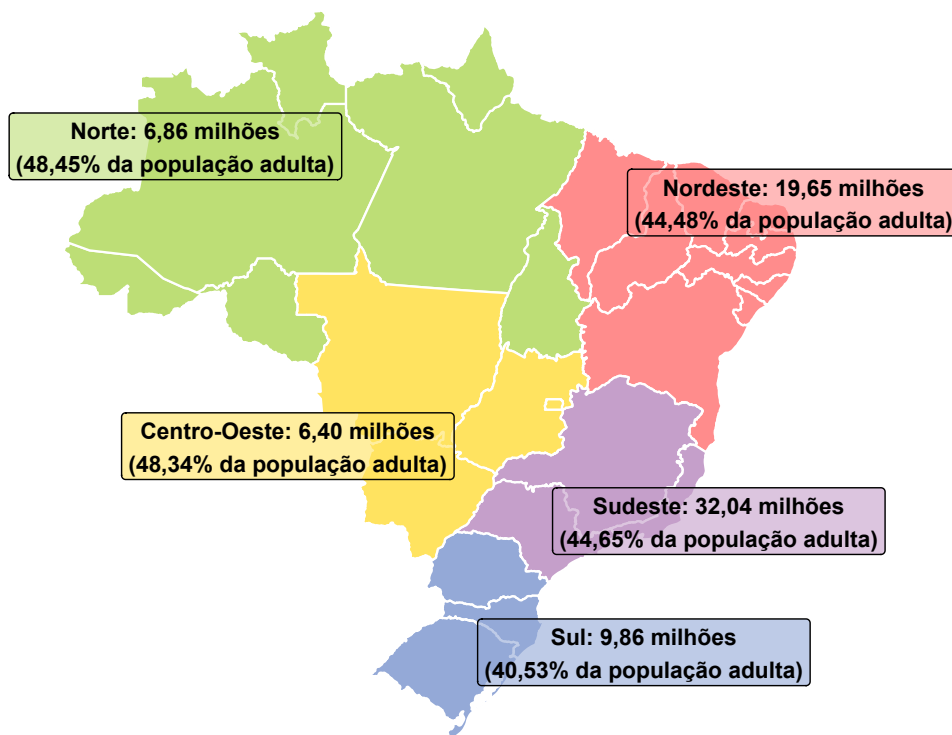 Norte: 6,86 milhões
(48,45% da população adulta)
Nordeste: 19,65 milhões
(44,48% da população adulta)
Centro-Oeste: 6,40 milhões
(48,34% da população adulta)
Sudeste: 32,04 milhões
(44,65% da população adulta)
Sul: 9,86 milhões
(40,53% da população adulta)